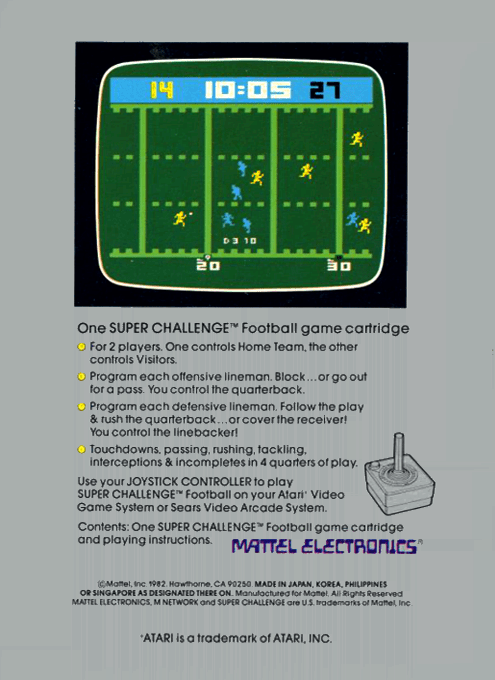 14 10:05 27
D 3 10
20 30
One SUPER CHALLENGE™ Football game cartridge
For 2 players. One controls Home Team, the other
controls Visitors.
Program each offensive lineman. Block...or go out
for a pass. You control the quarterback.
Program each defensive lineman. Follow the play
& rush the quarterback...or cover the receiver!
You control the linebacker!
Touchdowns, passing, rushing, tackling,
interceptions & incompletes in 4 quarters of play.
Use your JOYSTICK CONTROLLER to play
SUPER CHALLENGE™ Football on your Atari* Video
Game System or Sears Video Arcade System.
Contents: One SUPER CHALLENGE™ Football game cartridge
and playing instructions.
MATTEL ELECTRONICS®
©Mattel, Inc. 1982. Hawthorne, CA 90250. MADE IN JAPAN, KOREA, PHILIPPINES
OR SINGAPORE AS DESIGNATED THERE ON. Manufactured for Mattel. All Rights Reserved
MATTEL ELECTRONICS, M NETWORK and SUPER CHALLENGE are U.S. trademarks of Mattel, Inc.
*ATARI is a trademark of ATARI, INC.